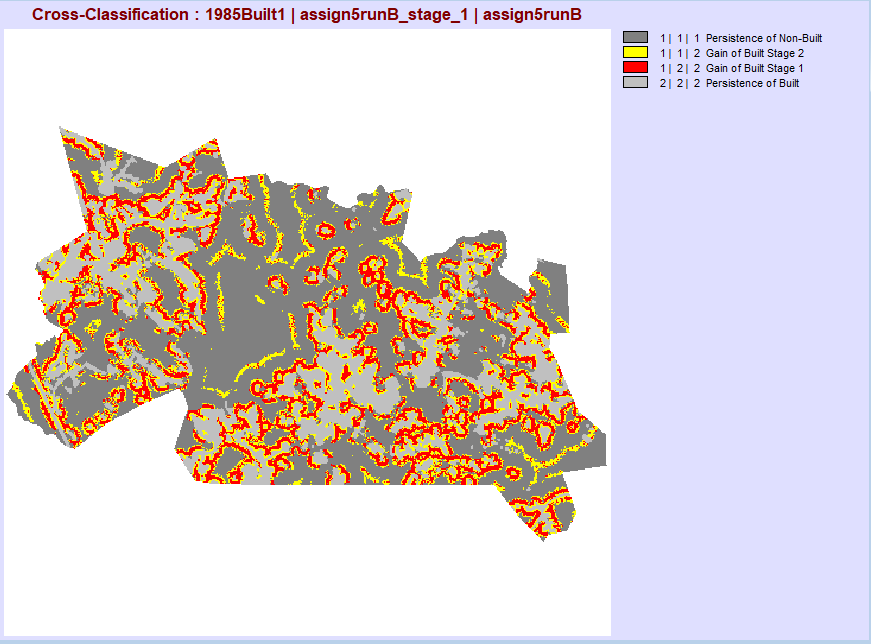 Cross-Classification : 1985Built1 | assign5runB_stage_1 | assign5runB
1| 1| 1 Persistence of Non-Built
1| 1| 2 Gain of Built Stage 2
1| 2| 2 Gain of Built Stage 1
2| 2| 2 Persistence of Built